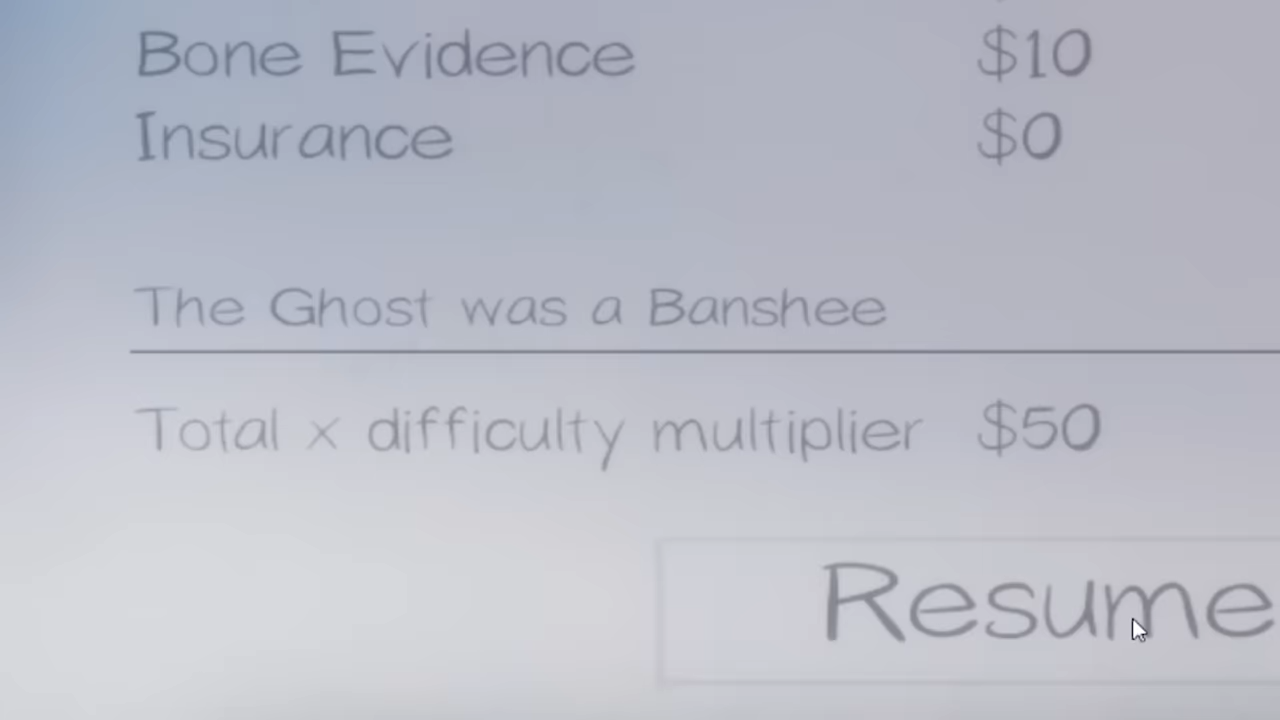 Bone Evidence $10
Insurance $0
The Ghost was a Banshee
Total x difficulty multiplier $50
Resume